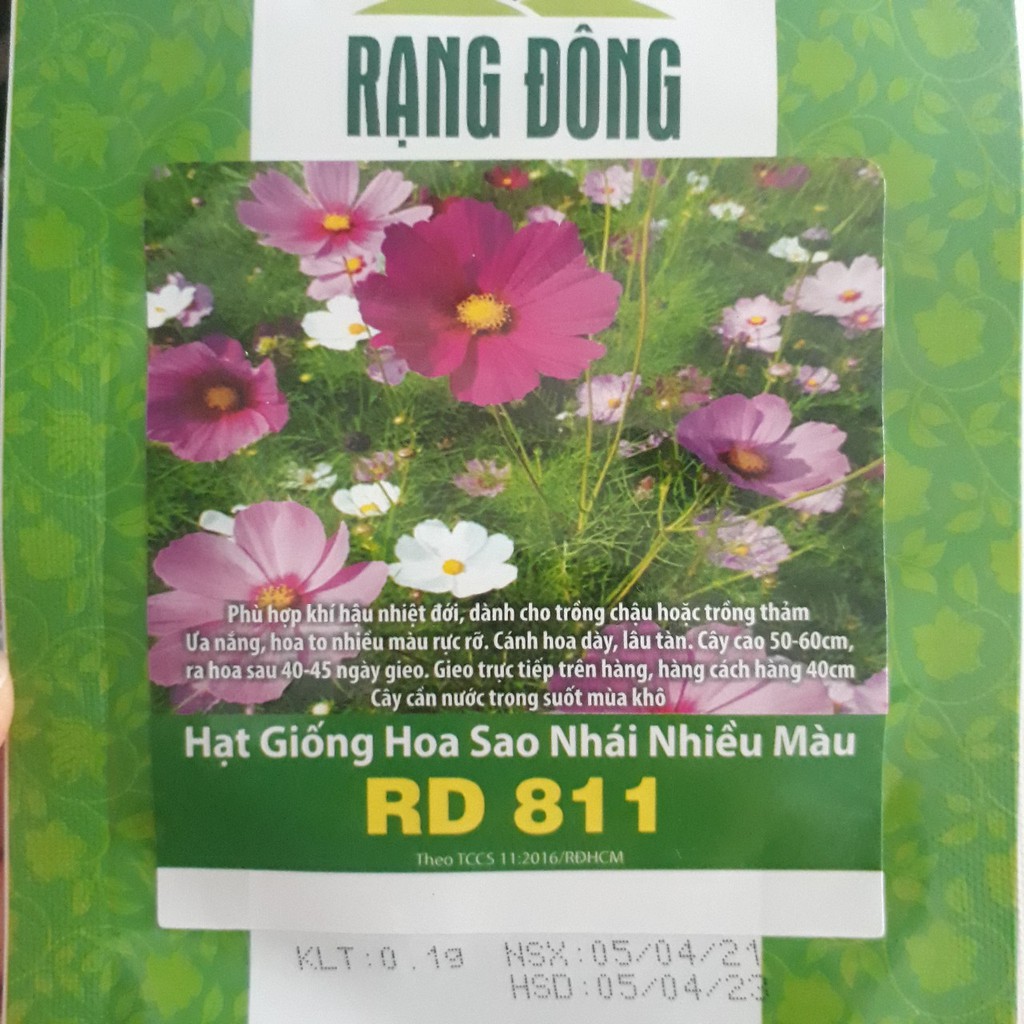 RẠNG ĐÔNG
Phù hợp khí hậu nhiệt đới, dành cho trồng chậu hoặc trồng thảm
Ưa nắng, hoa to nhiều màu rực rỡ. Cánh hoa dày, lâu tàn. Cây cao 50-60cm,
ra hoa sau 40-45 ngày gieo. Gieo trực tiếp trên hàng, hàng cách hàng 40cm
Cây cần nước trong suốt mùa khô
Hạt Giống Hoa Sao Nhái Nhiều Màu
RD 811
Theo TCCS 11:2016/RĐHCM
KLT:0.1g NSX:05/04/21
HSD:05/04/23